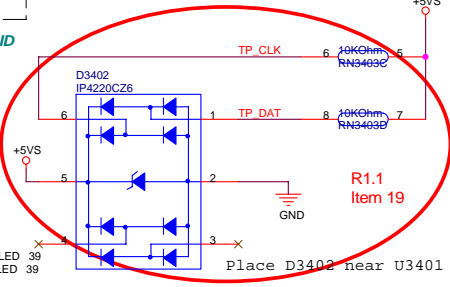 +5VS
ID
TP_CLK 6 10KOhm 5
RN3403C
D3402
IP4220CZ6
6 1 TP_DAT 8 10KOhm 7
RN3403D
+5VS
5 2
R1.1
Item 19
GND
4 3
LED 39
LED 39
Place D3402 near U3401